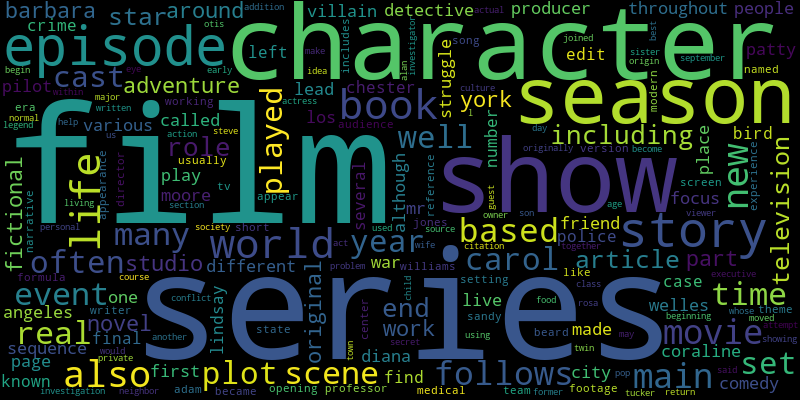 barbara star around villain detective producer throughout people
otis addition actual joined best
crime episode character left includes investigator song edit sister patty
pilot cast adventure lead chester struggle york season named
begin within eye early make idea alan culture origin modern september
era major written working actress
normal legend help various called los audience book well number including bird
film played role action steve usually show place new television
us day originally version become
life appearance director play tv moore appear several although reference screen experience focus
fictional narrative living section mr guest owner son age viewer
personal society short jones used source based friend story
many world year act wife citation police together
often studio different war williams carol article part executive
formula course problem child setting like class rosa case beginning whose theme
event one original series live food welles time
angeles writer conflict center end sandy made moved attempt
real novel lindsay work using beard movie showing
sequence final another state secret diana twin may coraline
page would private town city pop said set
known also first plot scene find follows main comedy
investigation neighbor adam became opening professor medical team former footage tucker return